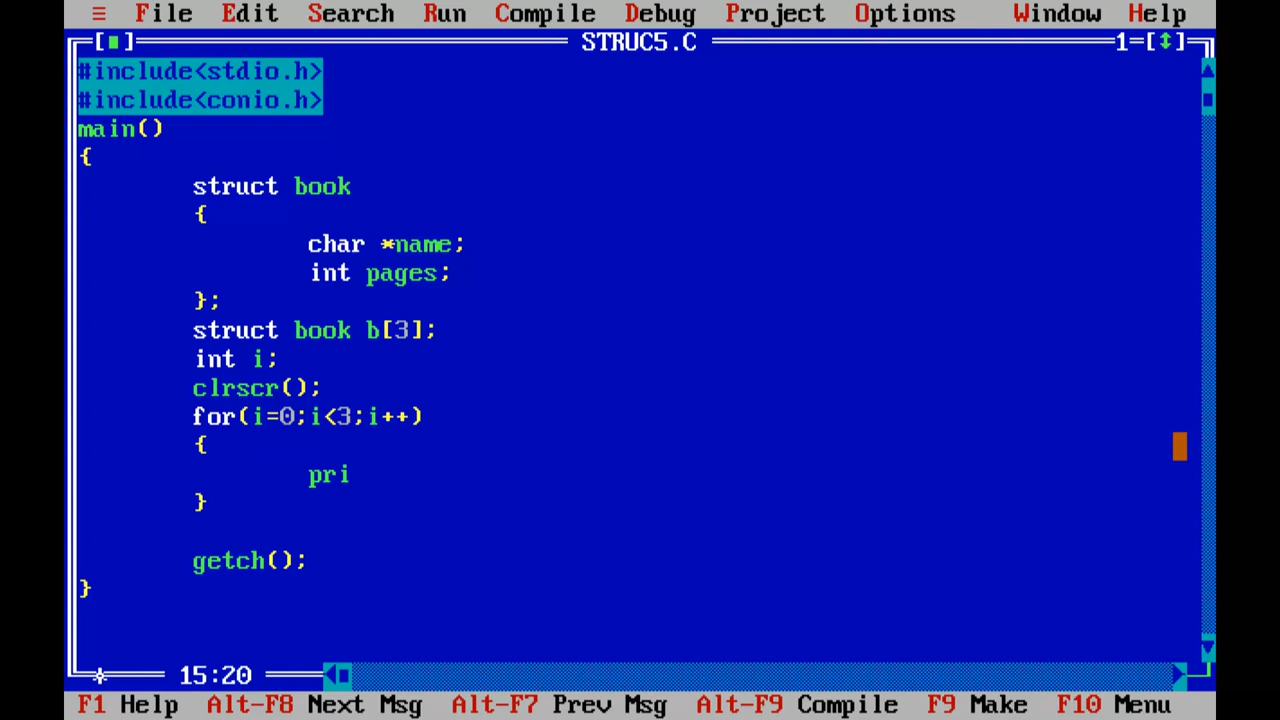 ≡ File Edit Search Run Compile Debug Project Options Window Help
[■] STRUC5.C 1=[↕]
#include<stdio.h>
#include<conio.h>
main()
{
struct book
{
char *name;
int pages;
};
struct book b[3];
int i;
clrscr();
for(i=0;i<3;i++)
{
pri
}
getch();
}
15:20
F1 Help Alt-F8 Next Msg Alt-F7 Prev Msg Alt-F9 Compile F9 Make F10 Menu